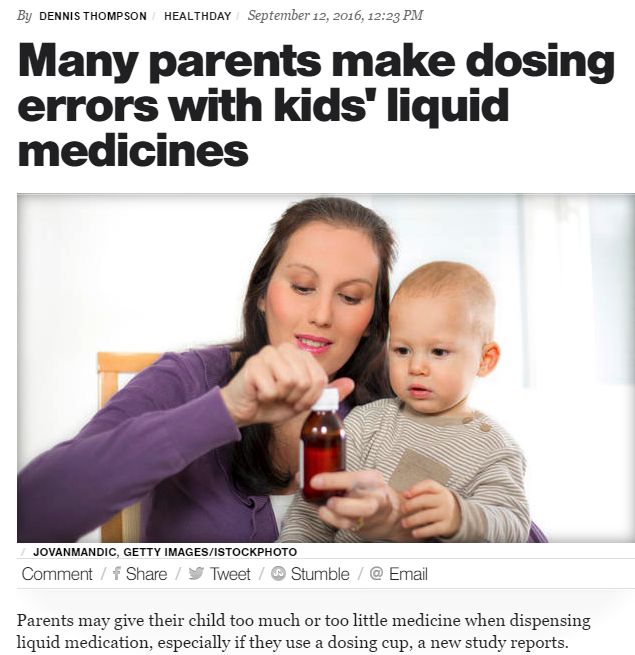 By DENNIS THOMPSON / HEALTHDAY / September 12, 2016, 12:23 PM
Many parents make dosing
errors with kids' liquid
medicines
/ JOVANMANDIC, GETTY IMAGES/ISTOCKPHOTO
Comment / f Share / Tweet / Stumble / @ Email
Parents may give their child too much or too little medicine when dispensing
liquid medication, especially if they use a dosing cup, a new study reports.